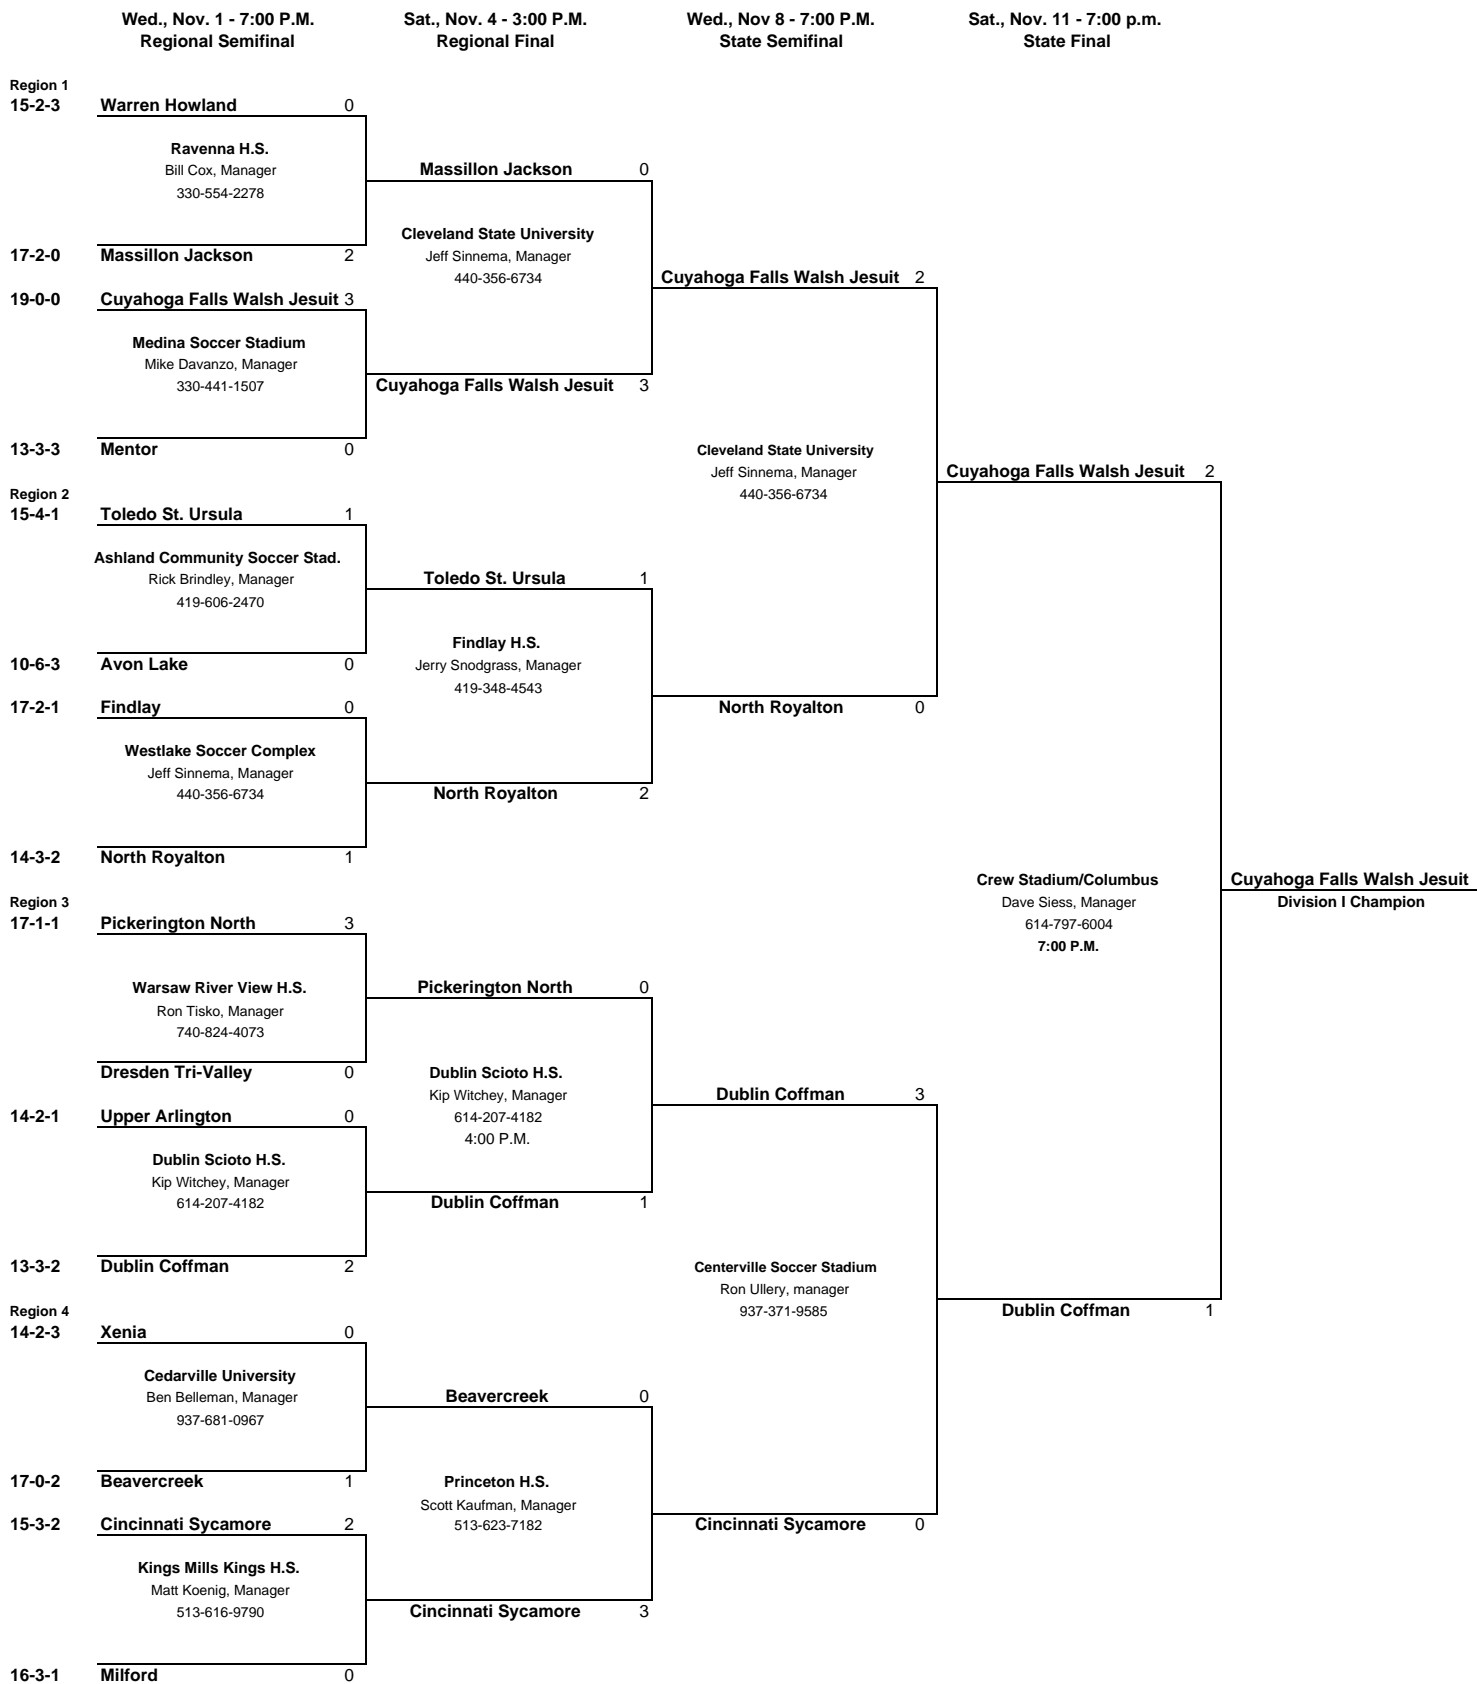 Wed., Nov. 1 - 7:00 P.M.
Regional Semifinal
Sat., Nov. 4 - 3:00 P.M.
Regional Final
Wed., Nov 8 - 7:00 P.M.
State Semifinal
Sat., Nov. 11 - 7:00 p.m.
State Final
Region 1
15-2-3 Warren Howland 0
Ravenna H.S.
Bill Cox, Manager
330-554-2278
17-2-0 Massillon Jackson 2
19-0-0 Cuyahoga Falls Walsh Jesuit 3
Medina Soccer Stadium
Mike Davanzo, Manager
330-441-1507
13-3-3 Mentor 0
Region 2
15-4-1 Toledo St. Ursula 1
Ashland Community Soccer Stad.
Rick Brindley, Manager
419-606-2470
10-6-3 Avon Lake 0
17-2-1 Findlay 0
Westlake Soccer Complex
Jeff Sinnema, Manager
440-356-6734
14-3-2 North Royalton 1
Region 3
17-1-1 Pickerington North 3
Warsaw River View H.S.
Ron Tisko, Manager
740-824-4073
Dresden Tri-Valley 0
14-2-1 Upper Arlington 0
Dublin Scioto H.S.
Kip Witchey, Manager
614-207-4182
13-3-2 Dublin Coffman 2
Region 4
14-2-3 Xenia 0
Cedarville University
Ben Belleman, Manager
937-681-0967
17-0-2 Beavercreek 1
15-3-2 Cincinnati Sycamore 2
Kings Mills Kings H.S.
Matt Koenig, Manager
513-616-9790
16-3-1 Milford 0
Massillon Jackson 0
Cleveland State University
Jeff Sinnema, Manager
440-356-6734
Cuyahoga Falls Walsh Jesuit 3
Toledo St. Ursula 1
Findlay H.S.
Jerry Snodgrass, Manager
419-348-4543
North Royalton 2
Pickerington North 0
Dublin Scioto H.S.
Kip Witchey, Manager
614-207-4182
4:00 P.M.
Dublin Coffman 1
Beavercreek 0
Princeton H.S.
Scott Kaufman, Manager
513-623-7182
Cincinnati Sycamore 3
Cuyahoga Falls Walsh Jesuit 2
Cleveland State University
Jeff Sinnema, Manager
440-356-6734
North Royalton 0
Dublin Coffman 3
Centerville Soccer Stadium
Ron Ullery, manager
937-371-9585
Cincinnati Sycamore 0
Cuyahoga Falls Walsh Jesuit 2
Crew Stadium/Columbus
Dave Siess, Manager
614-797-6004
7:00 P.M.
Dublin Coffman 1
Cuyahoga Falls Walsh Jesuit
Division I Champion